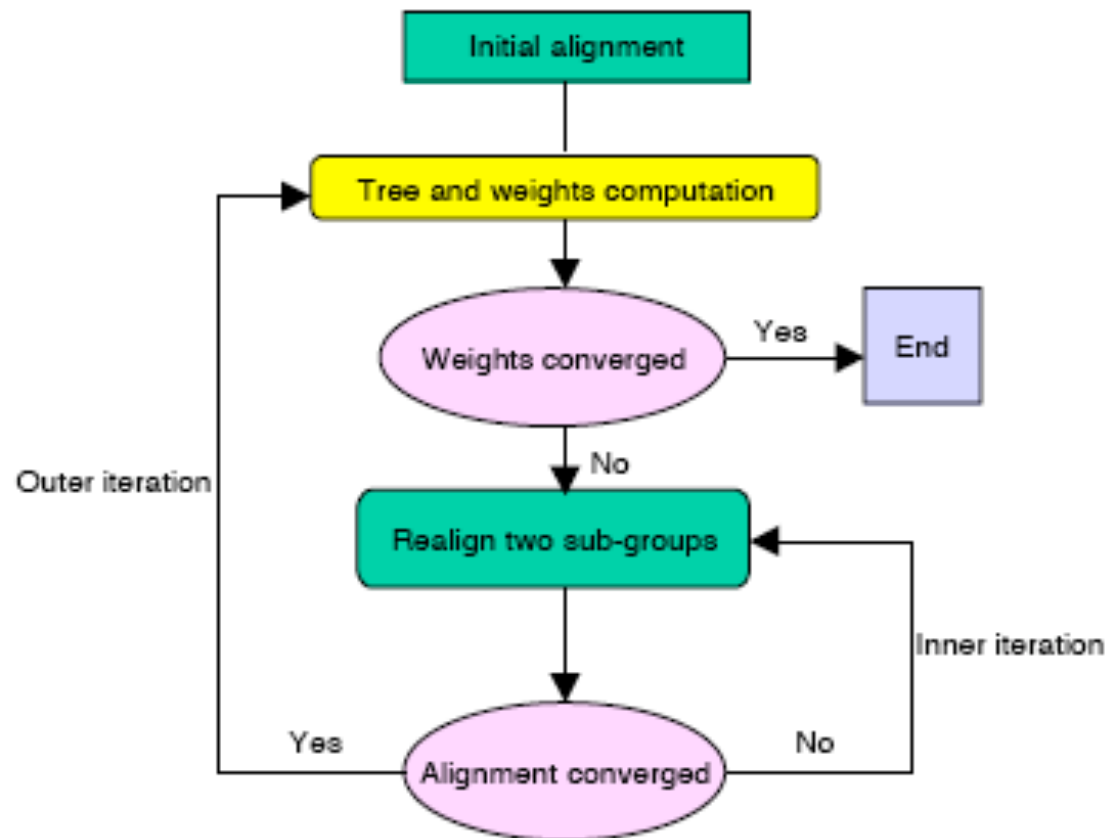 Initial alignment
Tree and weights computation
Weights converged
Yes
End
No
Outer iteration
Realign two sub-groups
Inner iteration
Yes
No
Alignment converged